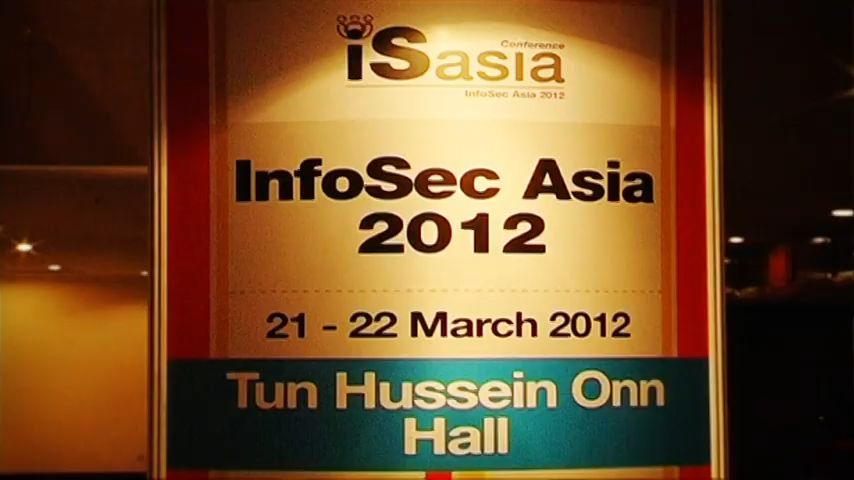 Conference
iSasia
InfoSec Asia 2012
InfoSec Asia
2012
21 - 22 March 2012
Tun Hussein Onn
Hall